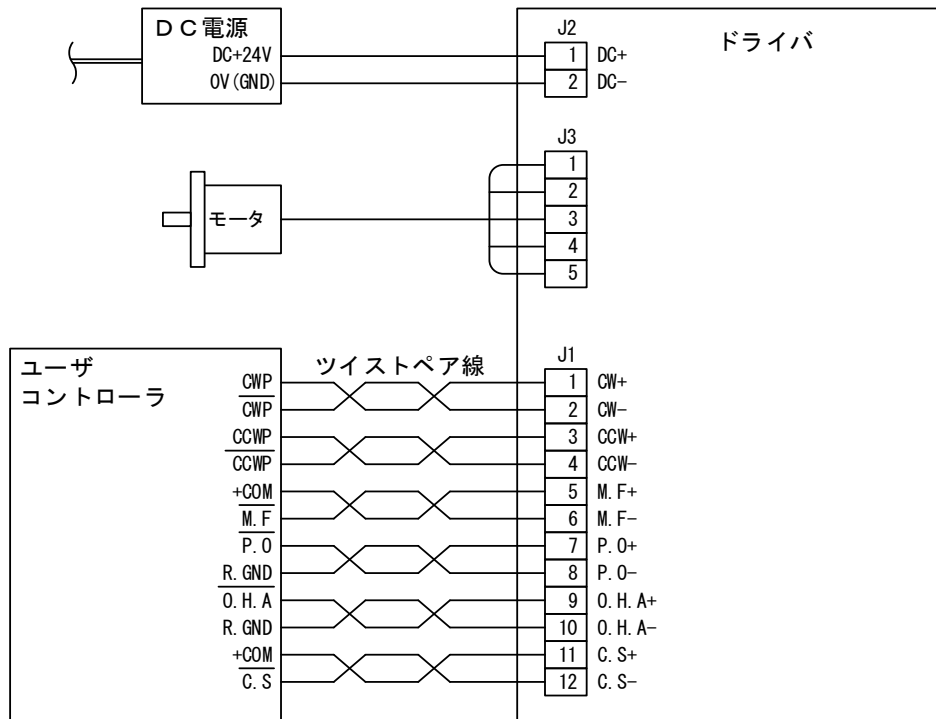 DC電源
DC+24V
0V(GND)
J2
1 DC+
2 DC-
ドライバ
J3
1
2
3
4
5
モータ
ユーザ
コントローラ
ツイストペア線
J1
CWP 1 CW+
C̅W̅P̅ 2 CW-
CCWP 3 CCW+
C̅C̅W̅P̅ 4 CCW-
+COM 5 M.F+
M̅.̅F̅ 6 M.F-
P̅.̅O̅ 7 P.O+
R.GND 8 P.O-
O̅.̅H̅.̅A̅ 9 O.H.A+
R.GND 10 O.H.A-
+COM 11 C.S+
C̅.̅S̅ 12 C.S-